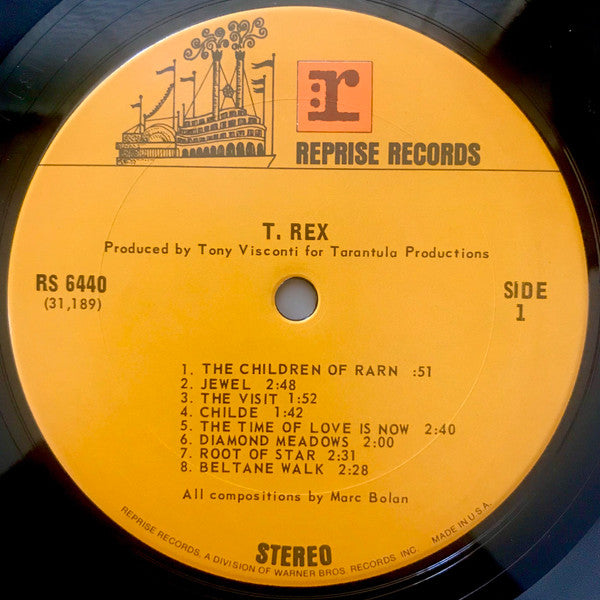 :r
REPRISE RECORDS
T. REX
Produced by Tony Visconti for Tarantula Productions
RS 6440
(31,189)
SIDE
1
1. THE CHILDREN OF RARN :51
2. JEWEL 2:48
3. THE VISIT 1:52
4. CHILDE 1:42
5. THE TIME OF LOVE IS NOW 2:40
6. DIAMOND MEADOWS 2:00
7. ROOT OF STAR 2:31
8. BELTANE WALK 2:28
All compositions by Marc Bolan
STEREO
REPRISE RECORDS, A DIVISION OF WARNER BROS. RECORDS, INC. MADE IN U.S.A.